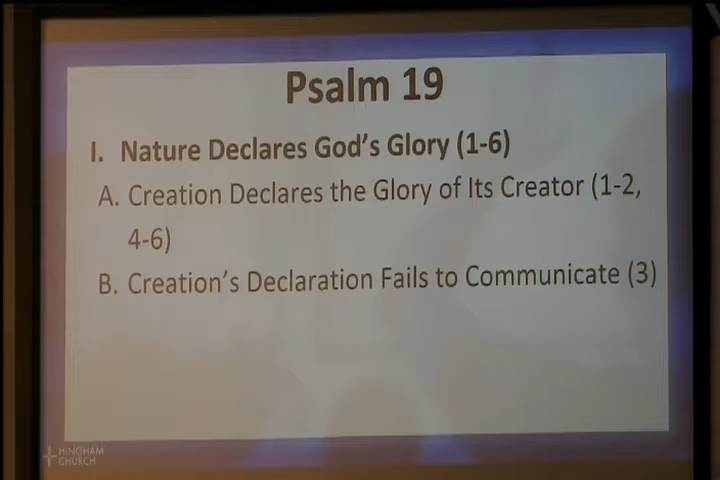 Psalm 19
I. Nature Declares God's Glory (1-6)
A. Creation Declares the Glory of Its Creator (1-2,
4-6)
B. Creation's Declaration Fails to Communicate (3)
HINGHAM
CHURCH